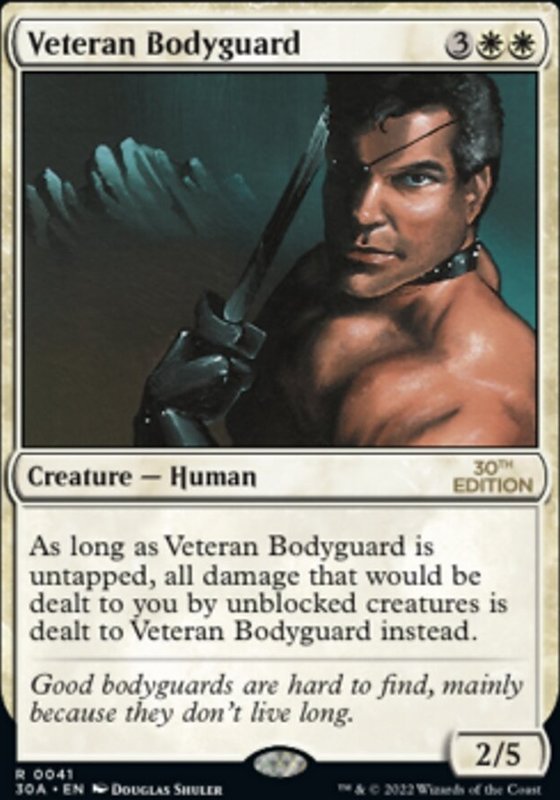 Veteran Bodyguard 3
Creature — Human
30TH
EDITION
As long as Veteran Bodyguard is
untapped, all damage that would be
dealt to you by unblocked creatures is
dealt to Veteran Bodyguard instead.
Good bodyguards are hard to find, mainly
because they don't live long.
2/5
R 0041
30A • EN Douglas Shuler
™ & © 2022 Wizards of the Coast